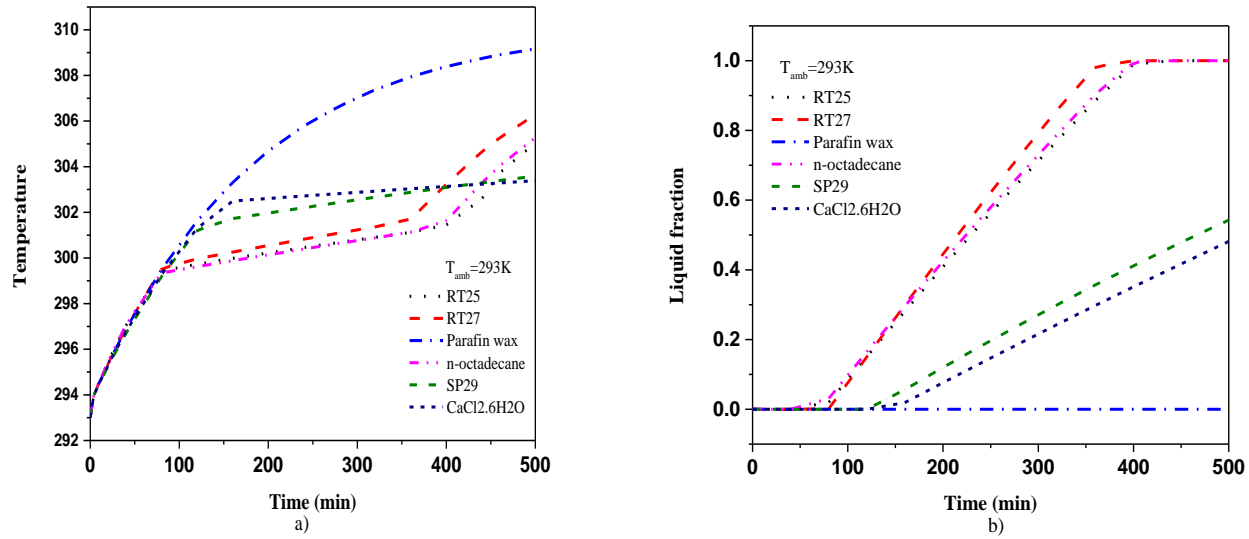 310
308
306
304
302
300
298
296
294
292
Temperature
T_amb=293K
RT25
RT27
Parafin wax
n-octadecane
SP29
CaCl2.6H2O
0
100
200
300
400
500
Time (min)
a)
1.0
0.8
0.6
0.4
0.2
0.0
Liquid fraction
T_amb=293K
RT25
RT27
Parafin wax
n-octadecane
SP29
CaCl2.6H2O
0
100
200
300
400
500
Time (min)
b)